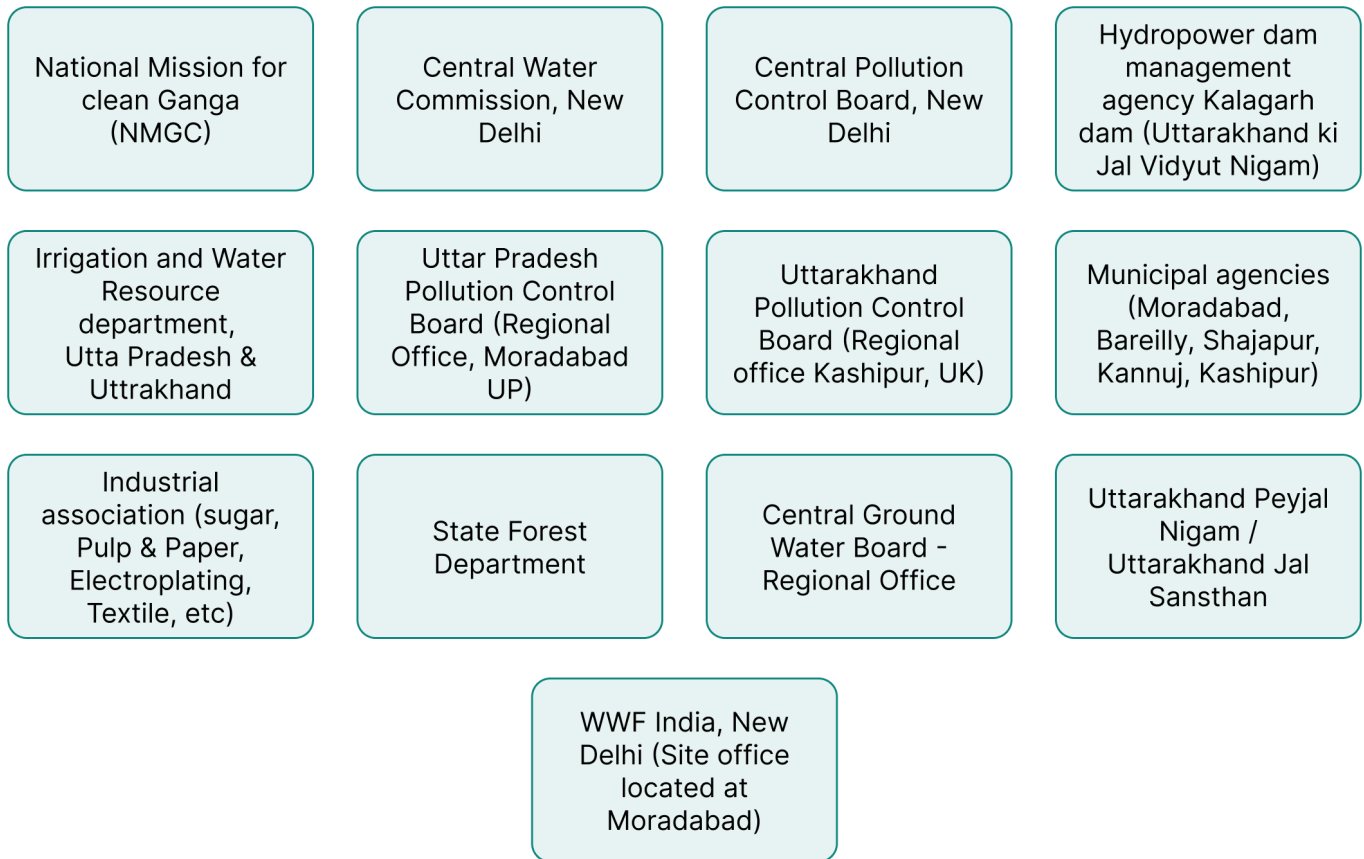 National Mission for
clean Ganga
(NMGC)
Central Water
Commission, New
Delhi
Central Pollution
Control Board, New
Delhi
Hydropower dam
management
agency Kalagarh
dam (Uttarakhand ki
Jal Vidyut Nigam)
Irrigation and Water
Resource
department,
Utta Pradesh &
Uttrakhand
Uttar Pradesh
Pollution Control
Board (Regional
Office, Moradabad
UP)
Uttarakhand
Pollution Control
Board (Regional
office Kashipur, UK)
Municipal agencies
(Moradabad,
Bareilly, Shajapur,
Kannuj, Kashipur)
Industrial
association (sugar,
Pulp & Paper,
Electroplating,
Textile, etc)
State Forest
Department
Central Ground
Water Board -
Regional Office
Uttarakhand Peyjal
Nigam /
Uttarakhand Jal
Sansthan
WWF India, New
Delhi (Site office
located at
Moradabad)